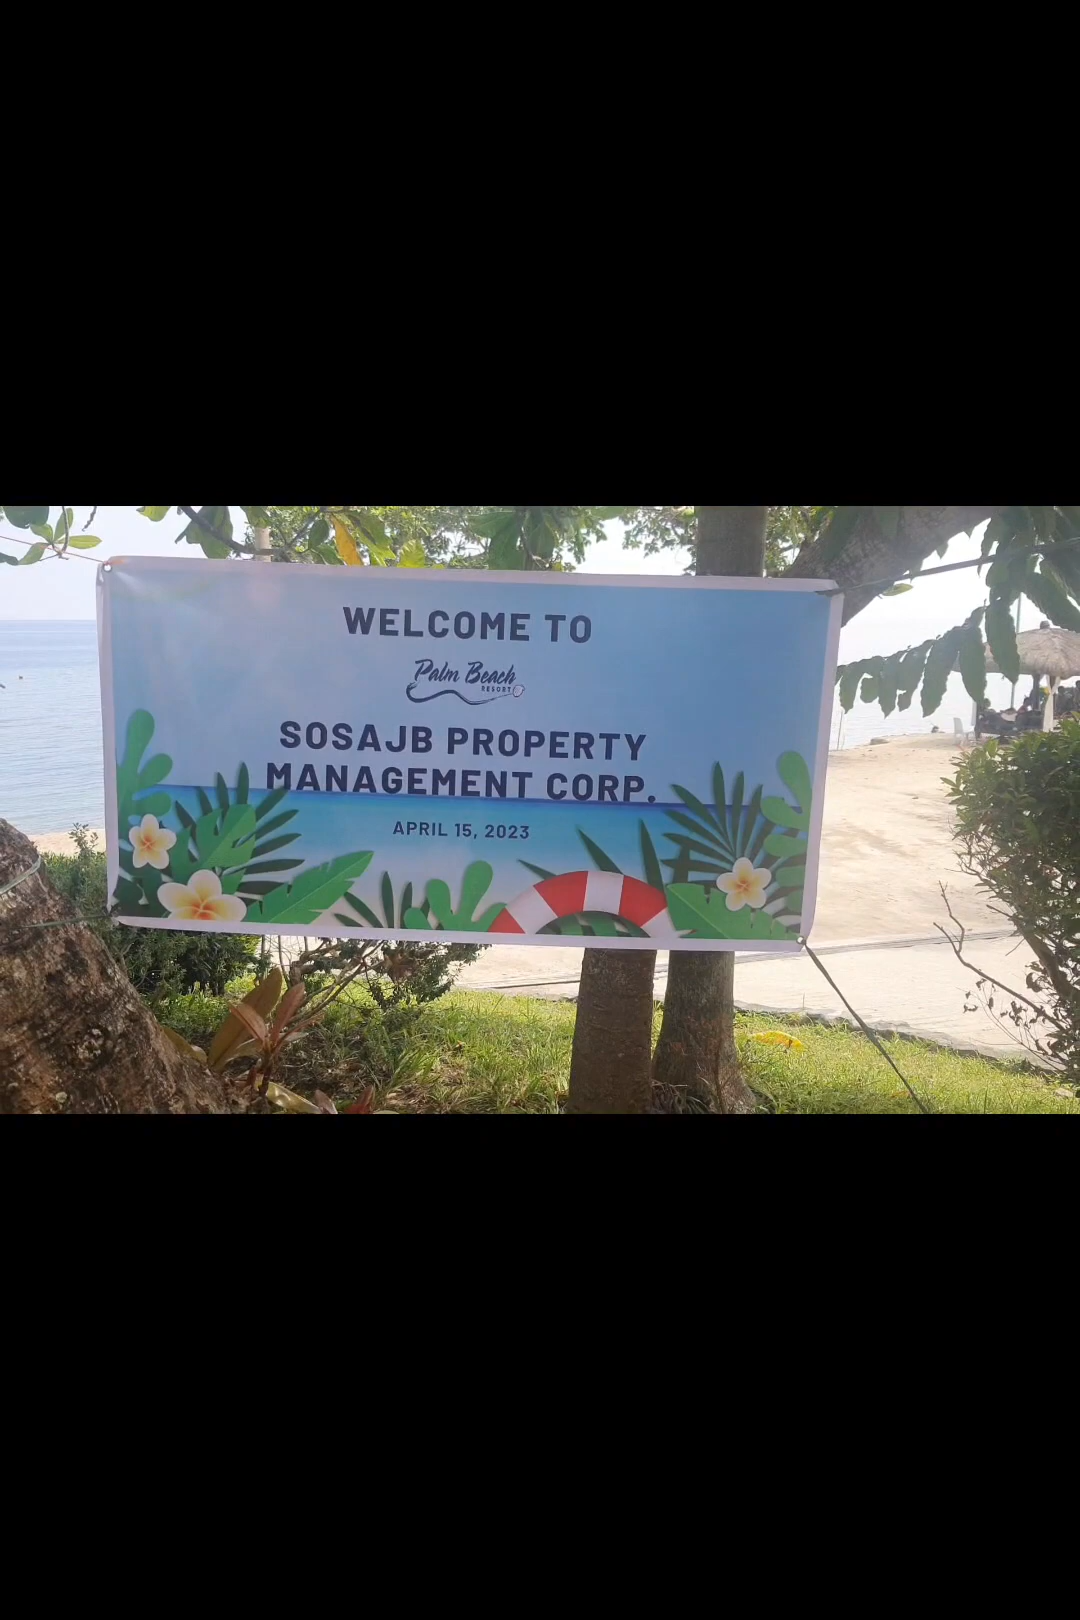 WELCOME TO
Palm Beach
RESORT
SOSAJB PROPERTY
MANAGEMENT CORP.
APRIL 15, 2023